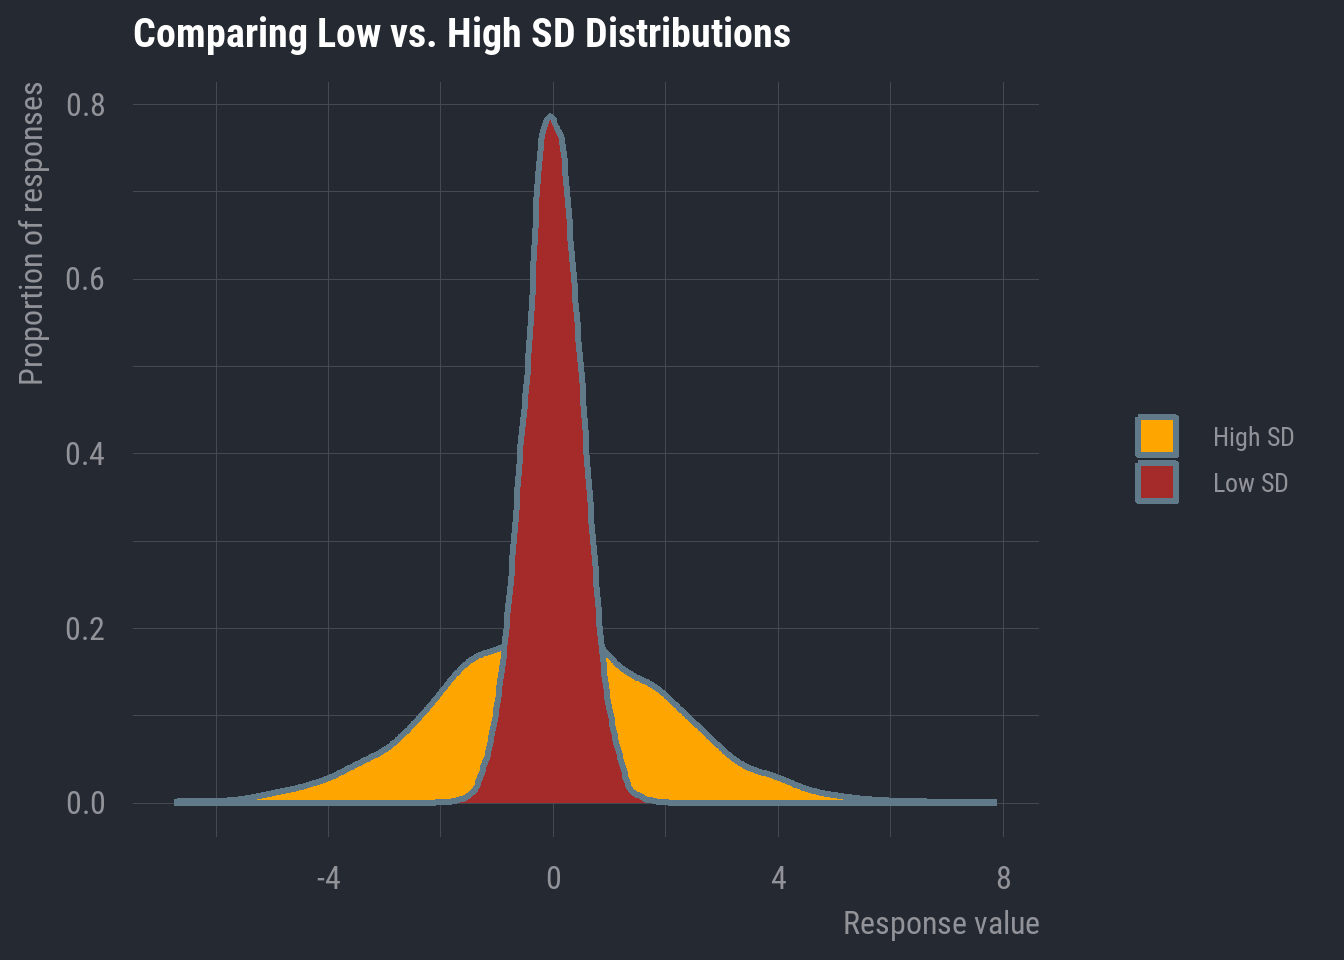 Comparing Low vs. High SD Distributions
Proportion of responses
0.8
0.6
0.4
0.2
0.0
-4 0 4 8
Response value
High SD
Low SD